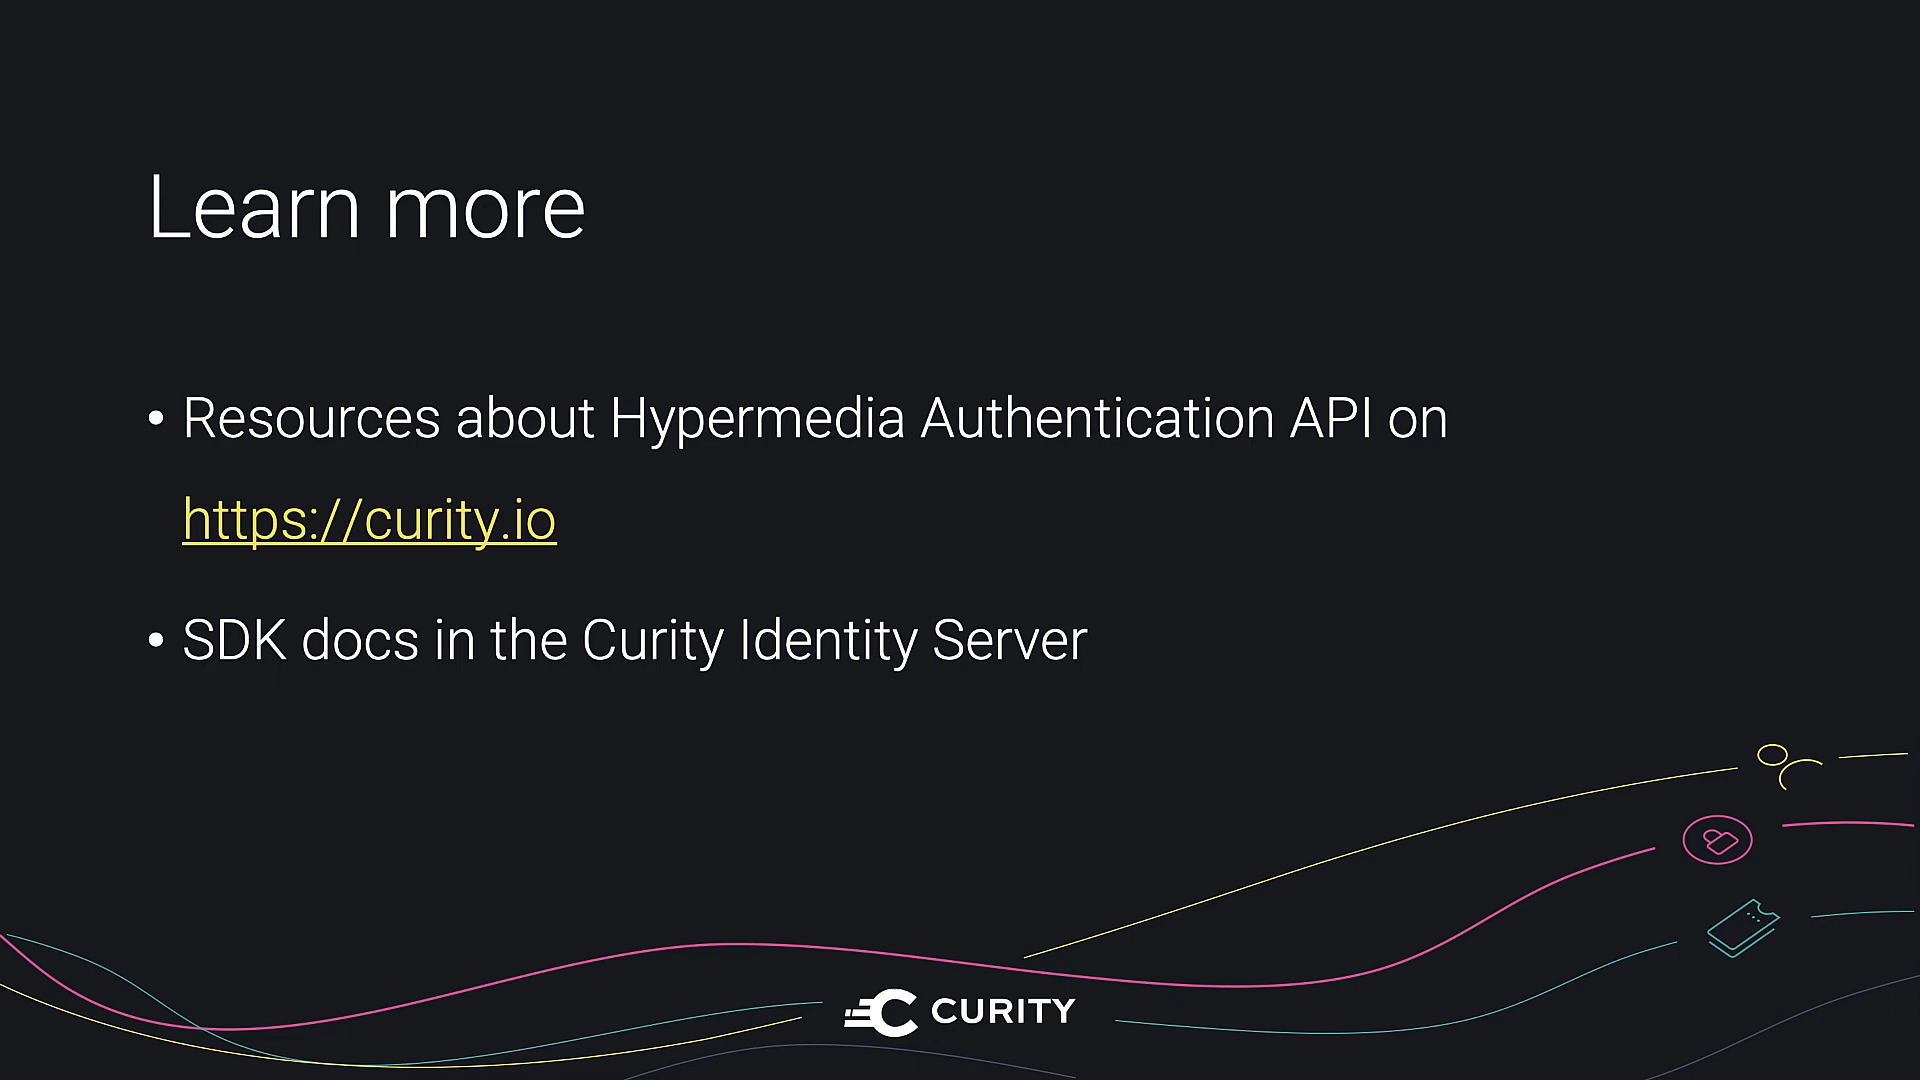 Learn more
• Resources about Hypermedia Authentication API on
https://curity.io
• SDK docs in the Curity Identity Server
CURITY